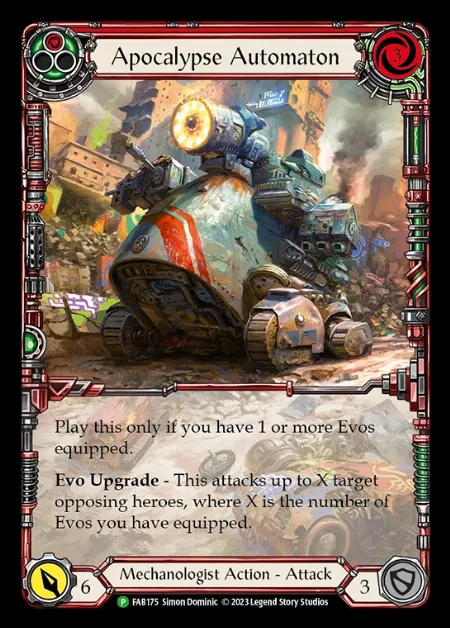 Apocalypse Automaton
3
Play this only if you have 1 or more Evos
equipped.
Evo Upgrade - This attacks up to X target
opposing heroes, where X is the number of
Evos you have equipped.
6
Mechanologist Action - Attack
3
P FAB175 Simon Dominic © 2023 Legend Story Studios